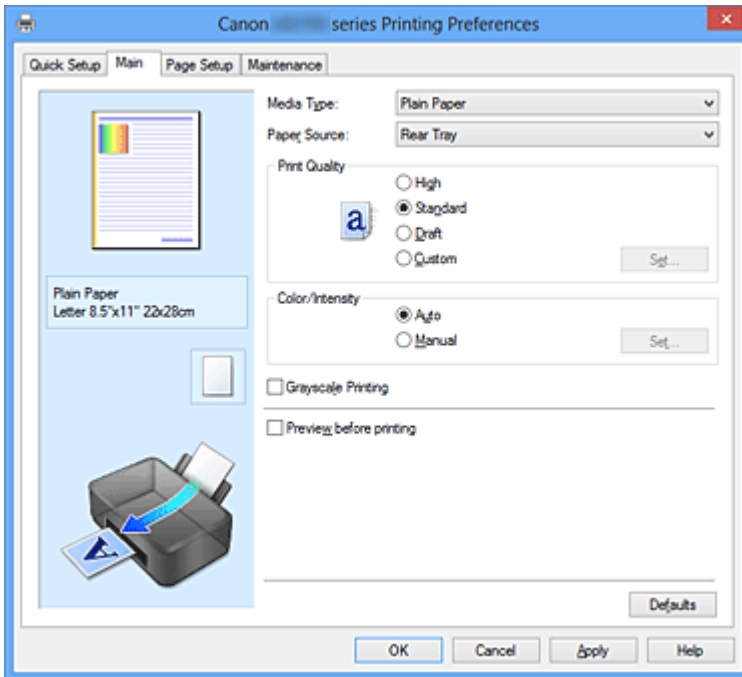 Canon series Printing Preferences
Quick Setup Main Page Setup Maintenance
Media Type: Plain Paper
Paper Source: Rear Tray
Print Quality
High
Standard
Draft
Custom Set...
Plain Paper
Letter 8.5"x11" 22x28cm
Color/Intensity
Auto
Manual Set...
Grayscale Printing
Preview before printing
Defaults
OK Cancel Apply Help